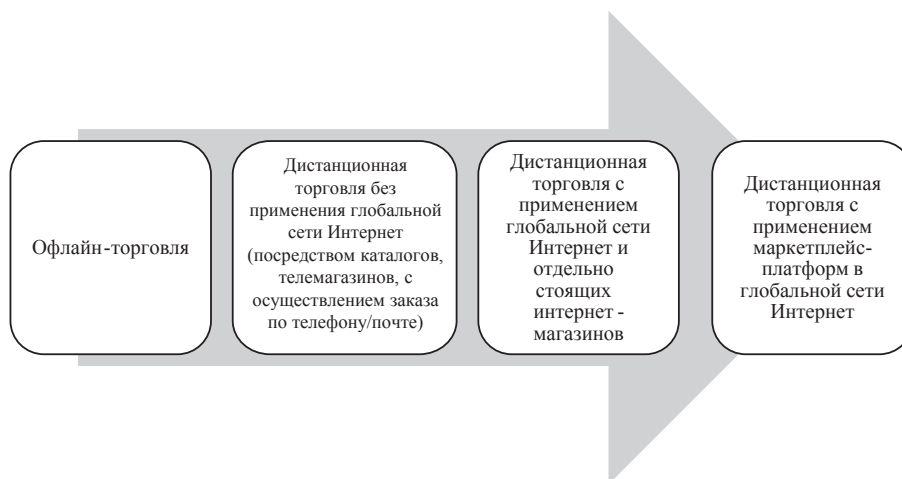 Офлайн-торговля
Дистанционная
торговля без
применения глобальной
сети Интернет
(посредством каталогов,
телемагазинов, с
осуществлением заказа
по телефону/почте)
Дистанционная
торговля с
применением
глобальной сети
Интернет и
отдельно
стоящих
интернет-
магазинов
Дистанционная
торговля с
применением
маркетплейс-
платформ в
глобальной сети
Интернет